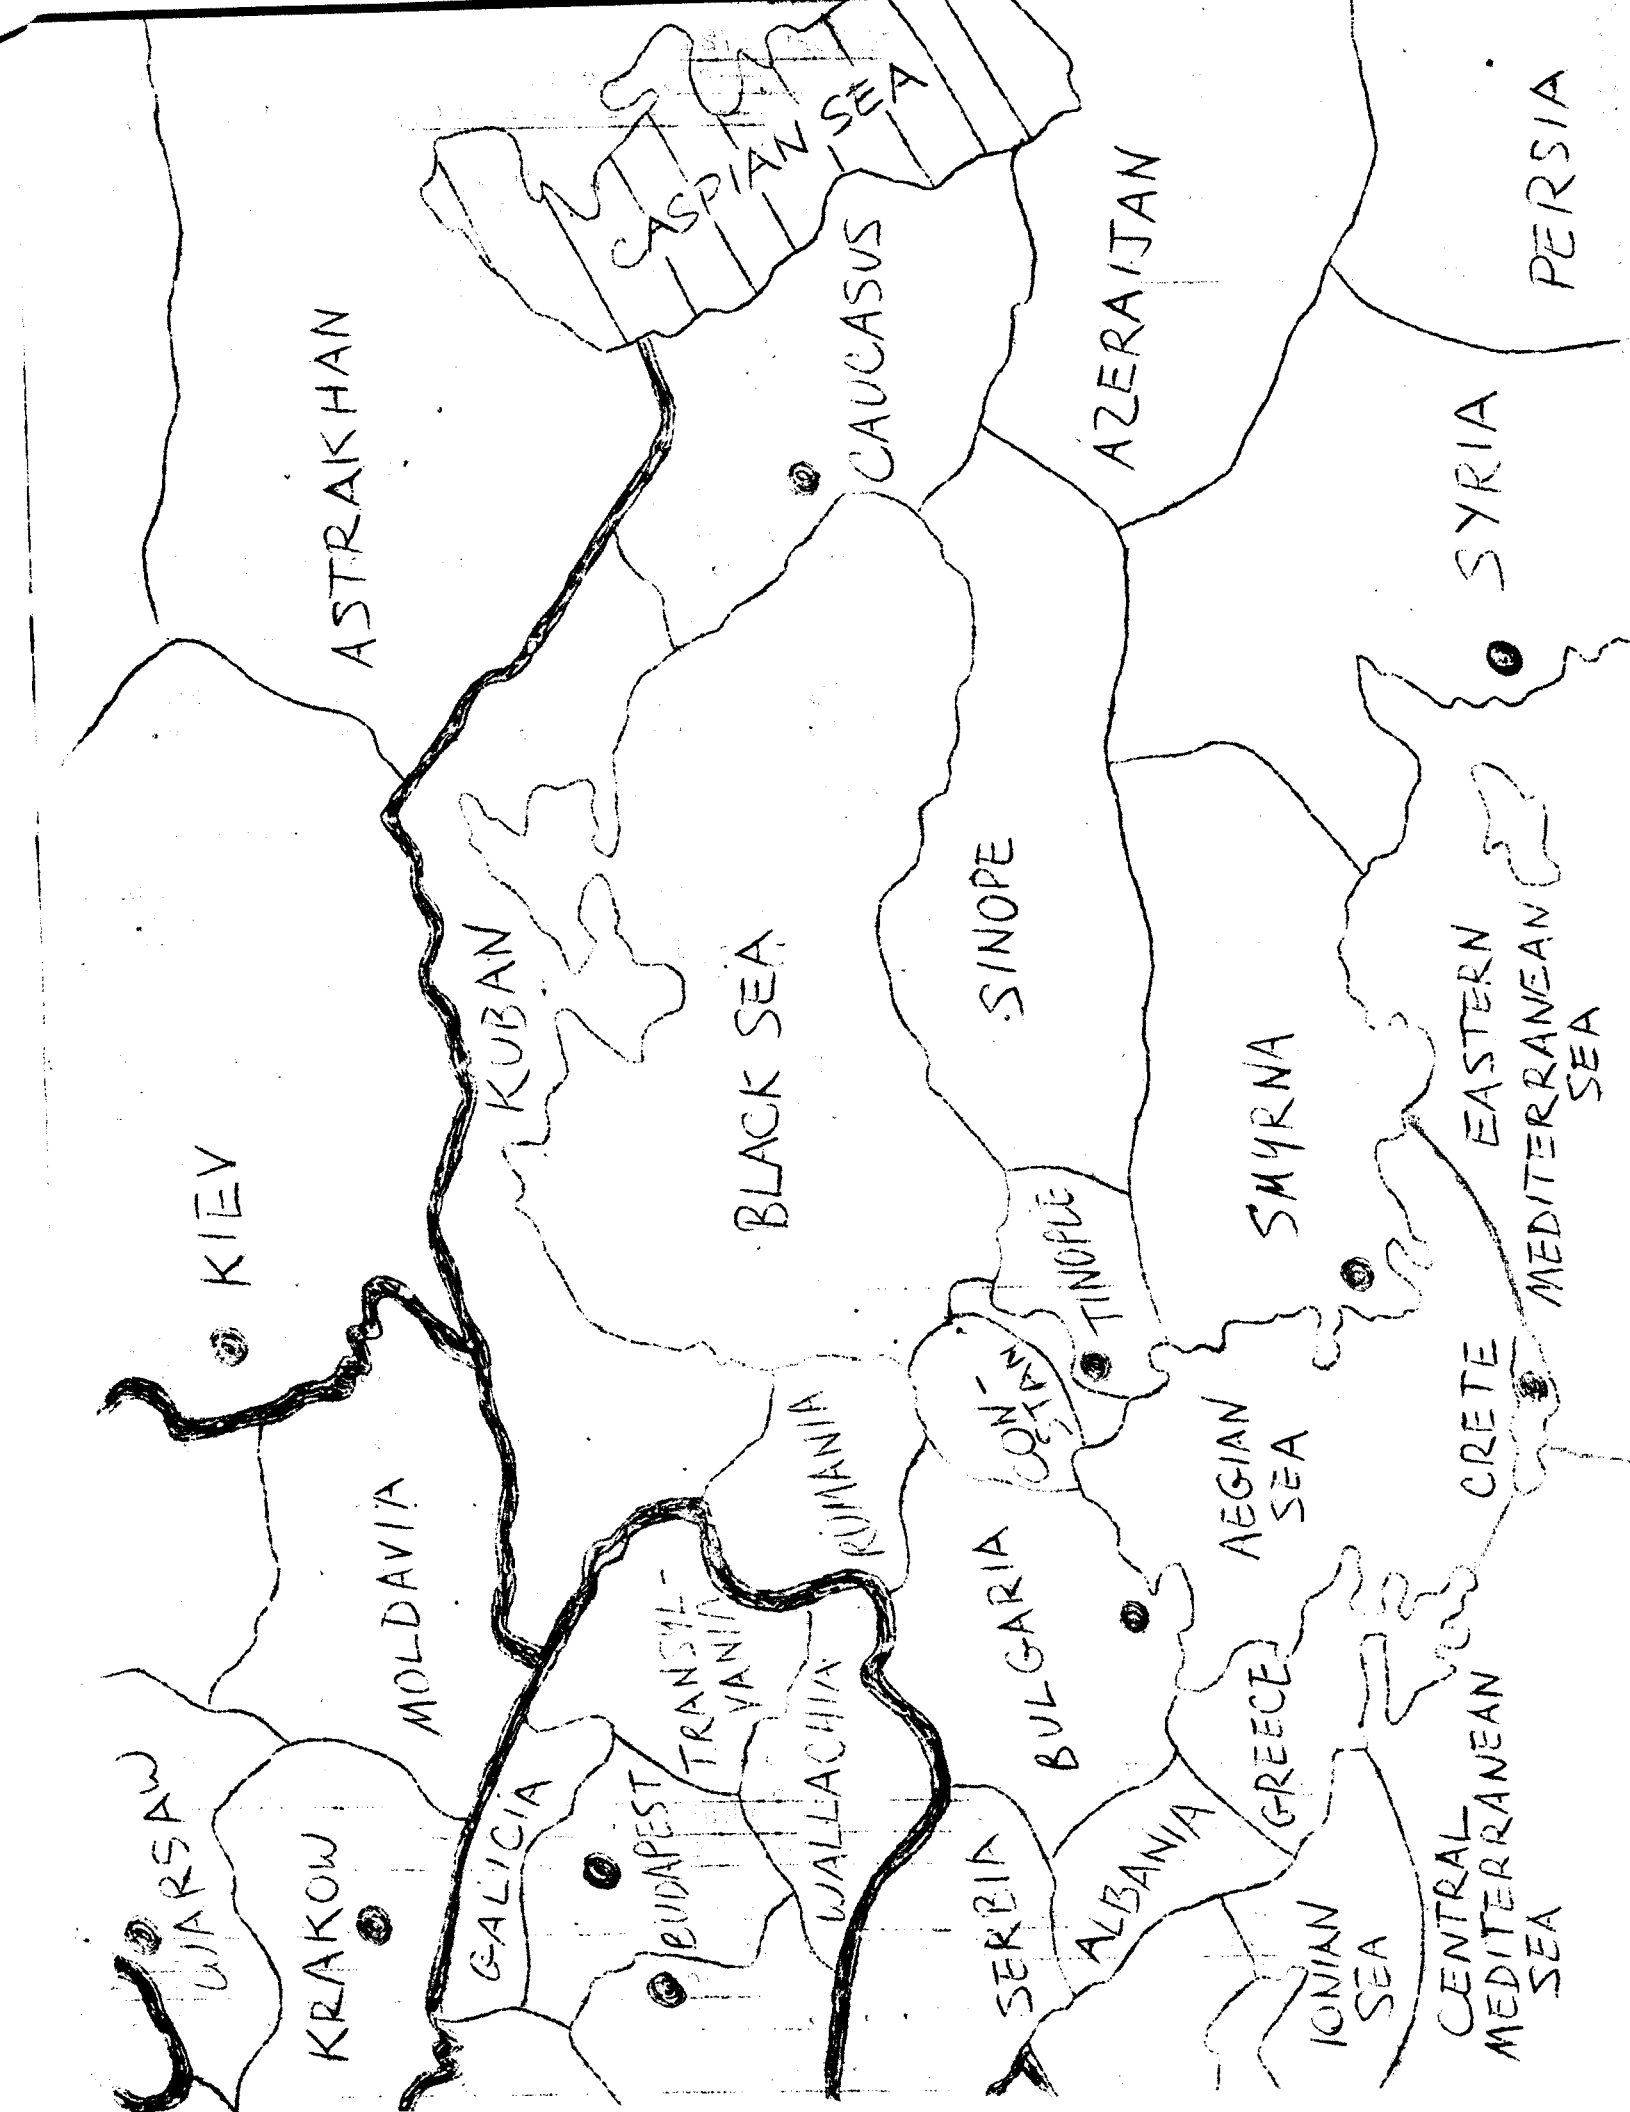 WARSAW
KIEV
KRAKOW
MOLDAVIA
ASTRAKHAN
GALICIA
KUBAN
BUDAPEST
TRANSYL-
VANIA
CASPIAN SEA
WALLACHIA
RUMANIA
BLACK SEA
CAUCASUS
SERBIA
BULGARIA
CON-
STAN
TINOPLE
SINOPE
AZERAIJAN
ALBANIA
GREECE
AEGIAN
SEA
SMYRNA
IONIAN
SEA
CRETE
SYRIA
PERSIA
CENTRAL
MEDITERRANEAN
SEA
EASTERN
MEDITERRANEAN
SEA